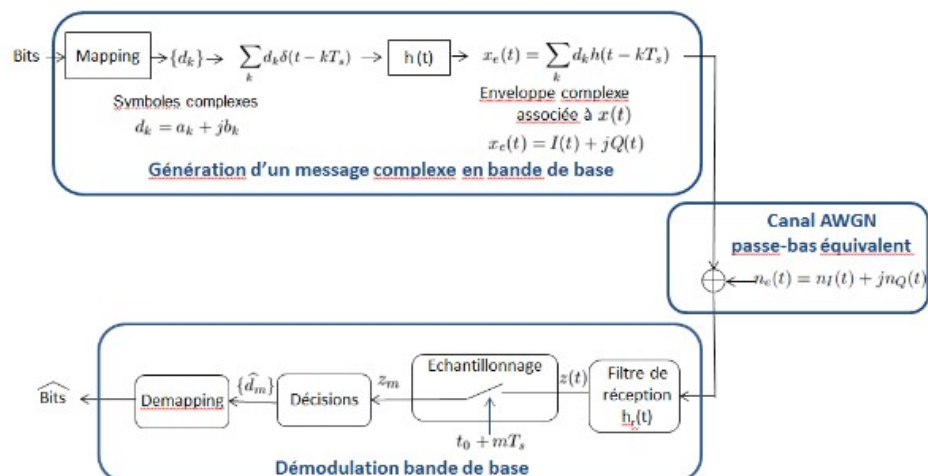 Bits
Mapping
{d_k}
∑_k d_kδ(t − kT_s)
h (t)
x_e(t) = ∑_k d_kh(t − kT_s)
Symboles complexes
d_k = a_k + jb_k
Enveloppe complexe
associée à x(t)
x_e(t) = I(t) + jQ(t)
Génération d'un message complexe en bande de base
Canal AWGN
passe-bas équivalent
n_e(t) = n_I(t) + jn_Q(t)
Bits
Demapping
{d̂_m}
Décisions
z_m
Echantillonnage
t_0 + mT_s
z(t)
Filtre de
réception
h_r(t)
Démodulation bande de base